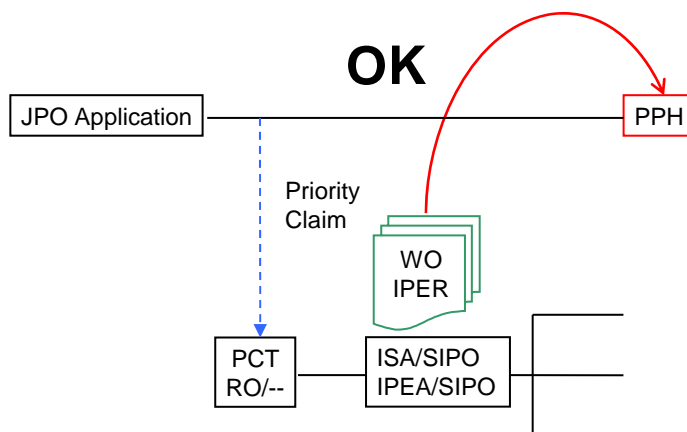 OK
JPO Application
PPH
Priority
Claim
WO
IPER
PCT
RO/--
ISA/SIPO
IPEA/SIPO